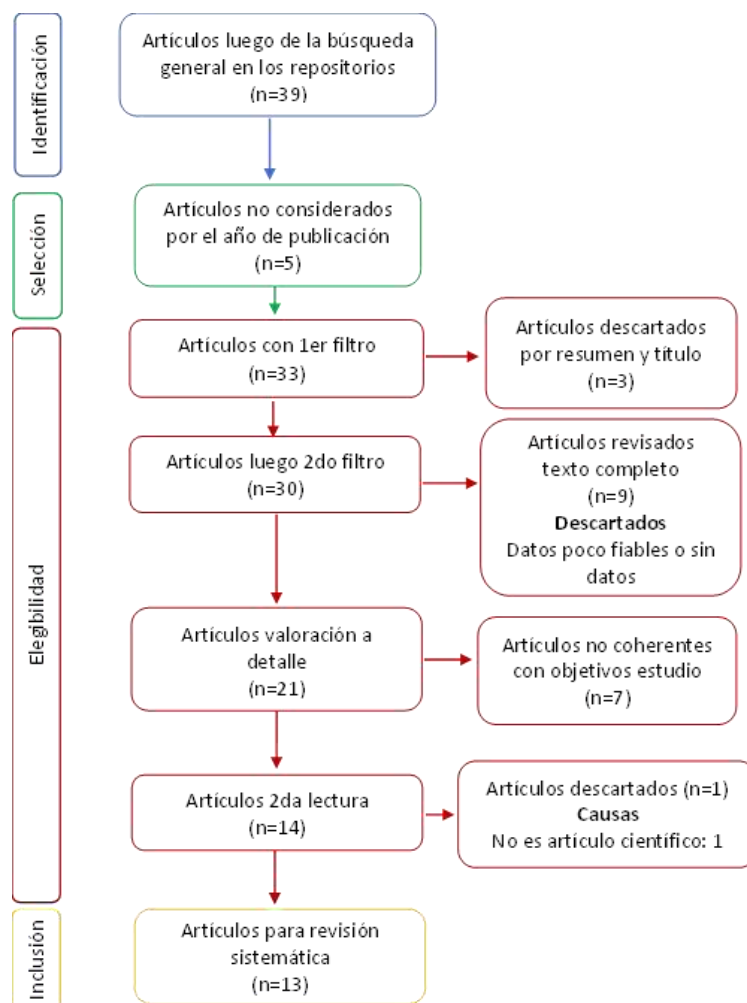 Identificación
Artículos luego de la búsqueda
general en los repositorios
(n=39)
Selección
Artículos no considerados
por el año de publicación
(n=5)
Elegibilidad
Artículos con 1er filtro
(n=33)
Artículos descartados
por resumen y título
(n=3)
Artículos luego 2do filtro
(n=30)
Artículos revisados
texto completo
(n=9)
Descartados
Datos poco fiables o sin
datos
Artículos valoración a
detalle
(n=21)
Artículos no coherentes
con objetivos estudio
(n=7)
Artículos 2da lectura
(n=14)
Artículos descartados (n=1)
Causas
No es artículo científico: 1
Inclusión
Artículos para revisión
sistemática
(n=13)